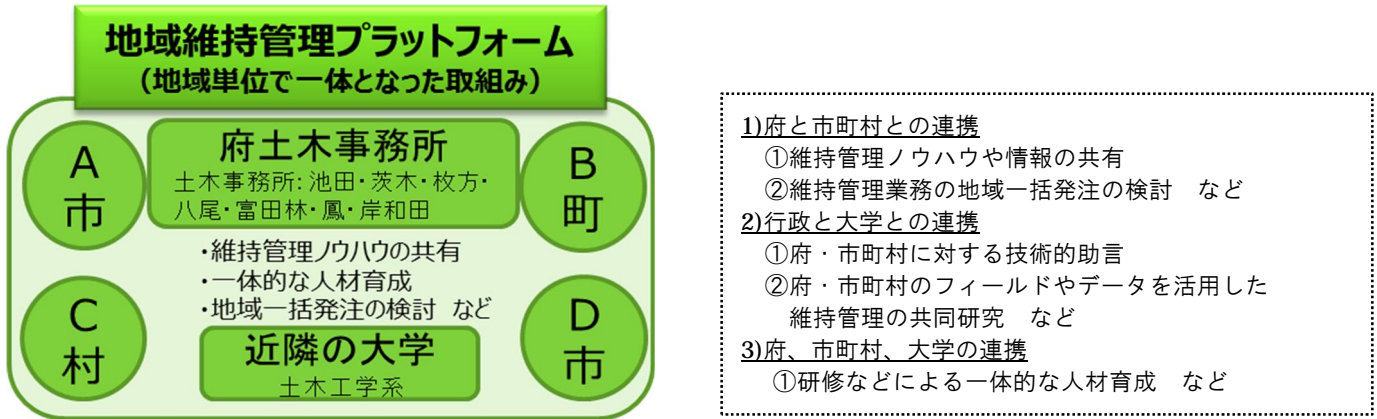 地域維持管理プラットフォーム
（地域単位で一体となった取組み）
A
市
府土木事務所
土木事務所：池田・茨木・枚方・
八尾・富田林・鳳・岸和田
B
町
・維持管理ノウハウの共有
・一体的な人材育成
・地域一括発注の検討　など
C
村
近隣の大学
土木工学系
D
市
1)府と市町村との連携
①維持管理ノウハウや情報の共有
②維持管理業務の地域一括発注の検討　など
2)行政と大学との連携
①府・市町村に対する技術的助言
②府・市町村のフィールドやデータを活用した
維持管理の共同研究　など
3)府、市町村、大学の連携
①研修などによる一体的な人材育成　など